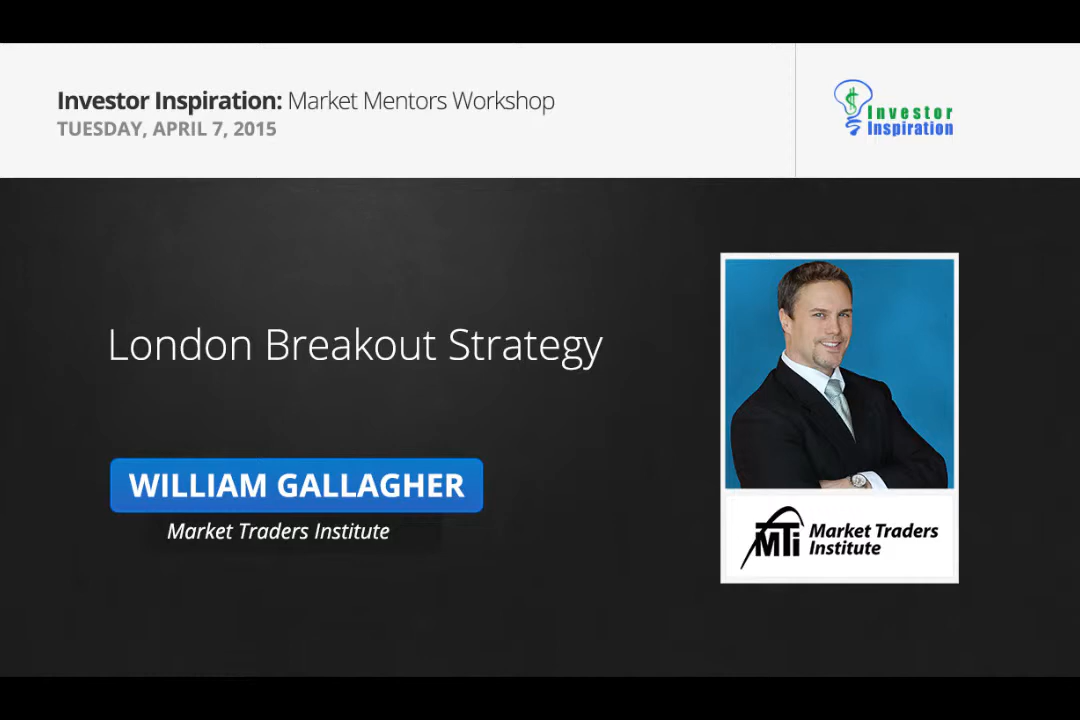 Investor Inspiration: Market Mentors Workshop
TUESDAY, APRIL 7, 2015
Investor
Inspiration
London Breakout Strategy
WILLIAM GALLAGHER
Market Traders Institute
MTi Market Traders
Institute